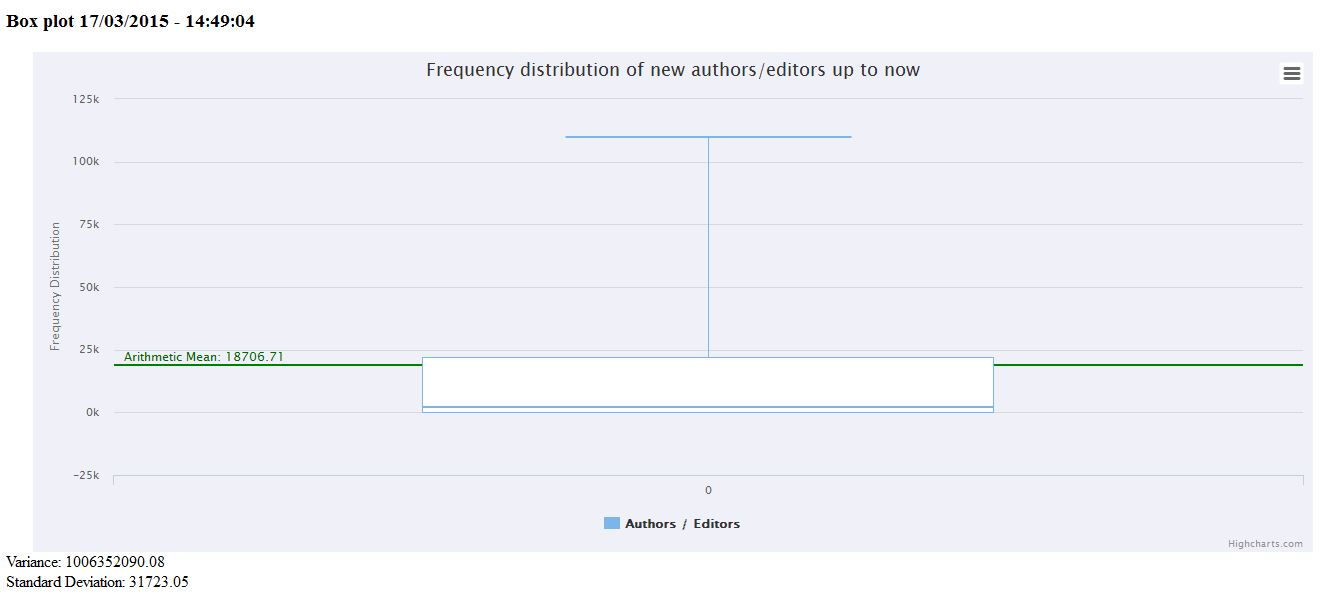 Box plot 17/03/2015 - 14:49:04
Frequency distribution of new authors/editors up to now
125k
100k
75k
50k
25k
0k
-25k
Frequency Distribution
Arithmetic Mean: 18706.71
0
Authors / Editors
Highcharts.com
Variance: 1006352090.08
Standard Deviation: 31723.05